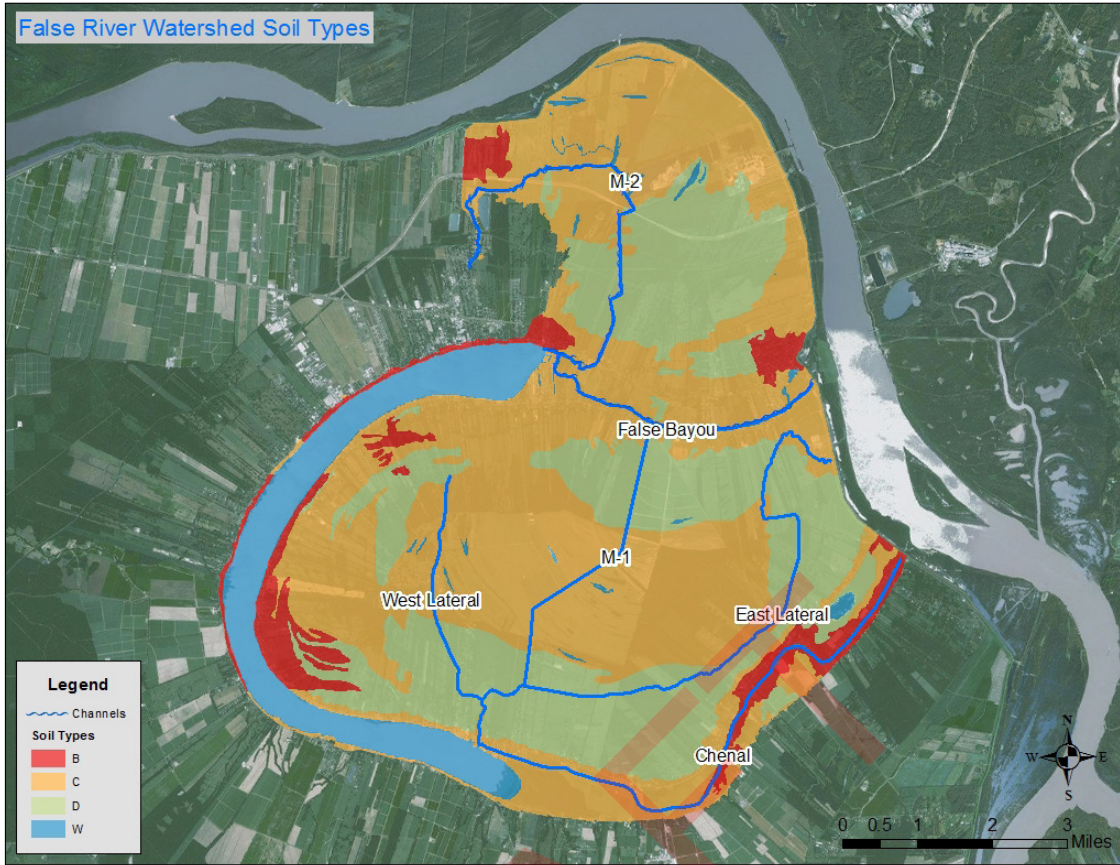 False River Watershed Soil Types
M-2
False Bayou
M-1
West Lateral
East Lateral
Chenal
Legend
Channels
Soil Types
B
C
D
W
N
W E
S
0 0.5 1 2 3
Miles